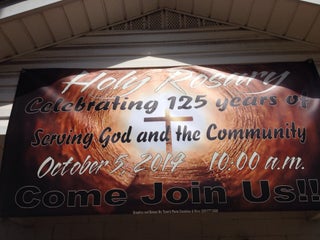 Holy Rosary
Celebrating 125 years of
Serving God and the Community
October 5, 2014 10:00 a.m.
Come Join Us!!